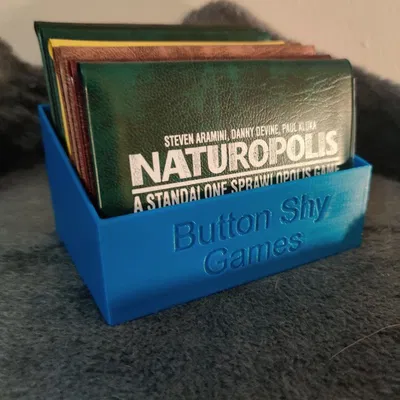 STEVEN ARAMINI, DANNY DEVINE, PAUL KLUKA
NATUROPOLIS
A STANDALONE SPRAWLOPOLIS GAME
Button Shy
Games